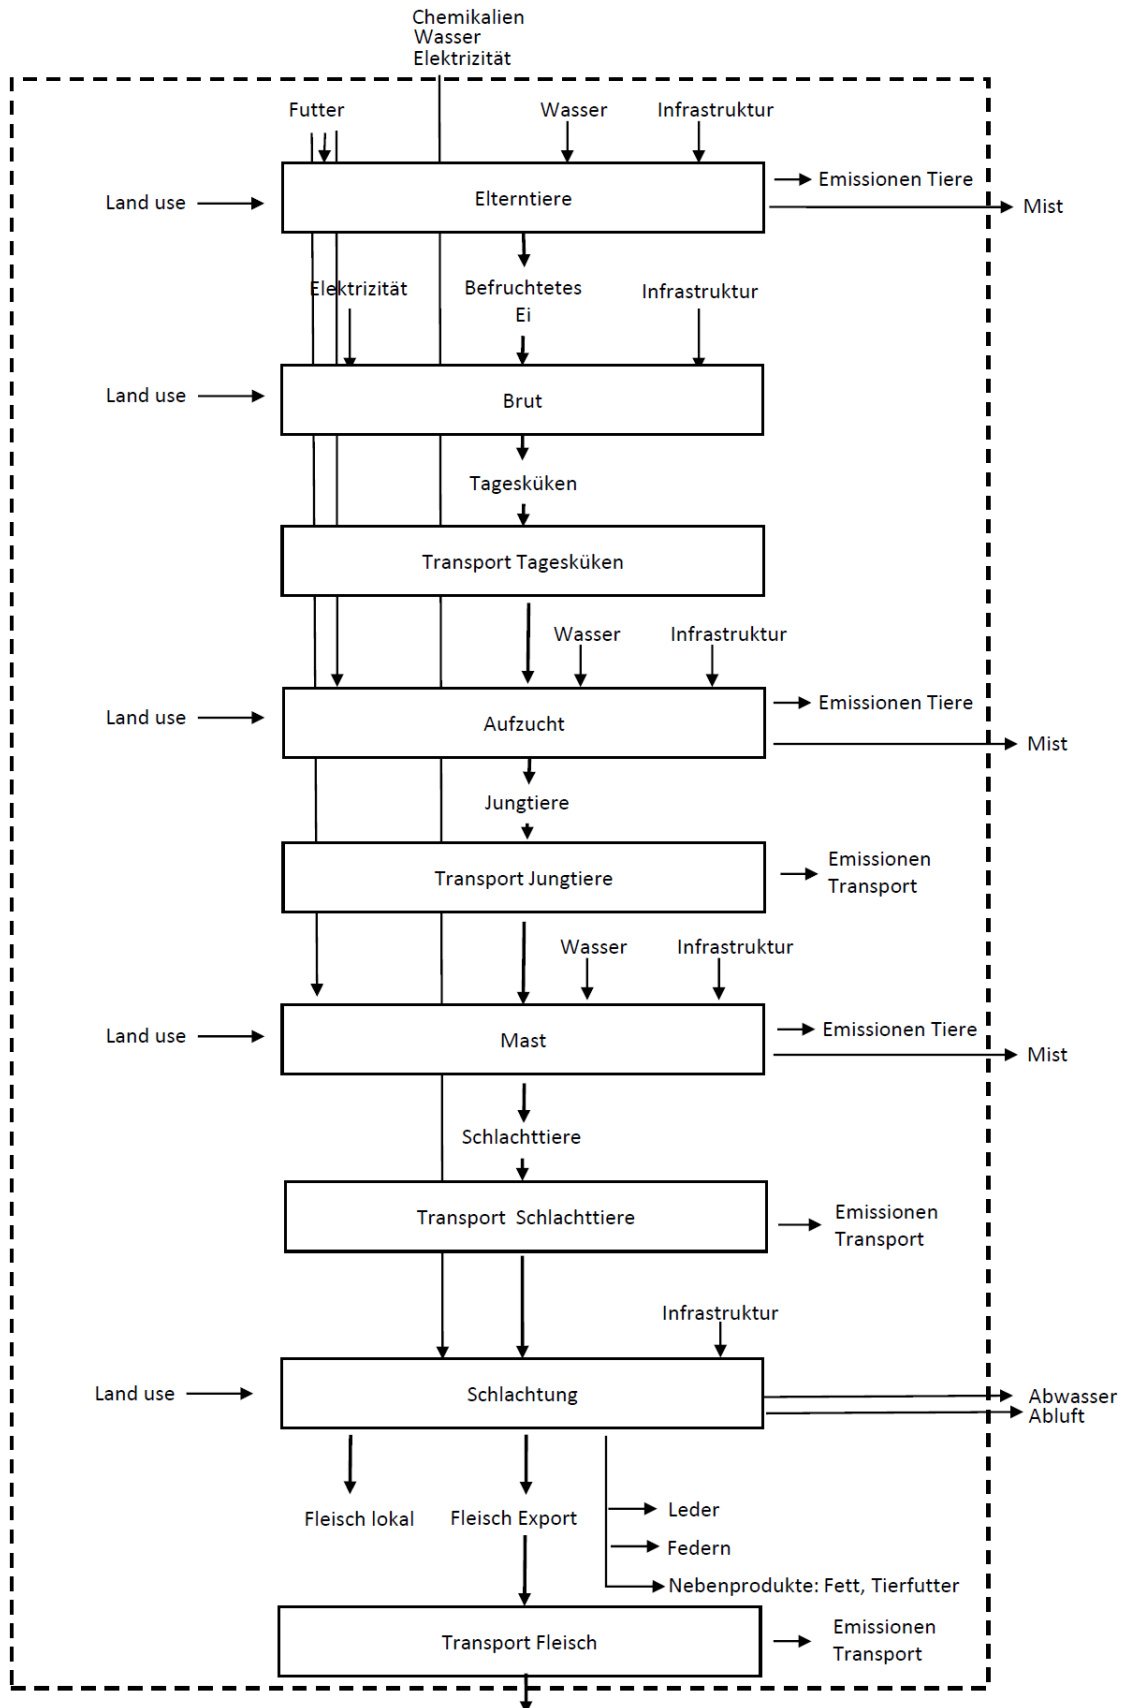 Chemikalien
Wasser
Elektrizität
Futter
Wasser
Infrastruktur
Land use
Elterntiere
Emissionen Tiere
Mist
Elektrizität
Befruchtetes
Ei
Infrastruktur
Land use
Brut
Tagesküken
Transport Tagesküken
Wasser
Infrastruktur
Land use
Aufzucht
Emissionen Tiere
Mist
Jungtiere
Transport Jungtiere
Emissionen
Transport
Wasser
Infrastruktur
Land use
Mast
Emissionen Tiere
Mist
Schlachttiere
Transport Schlachttiere
Emissionen
Transport
Infrastruktur
Land use
Schlachtung
Abwasser
Abluft
Fleisch lokal
Fleisch Export
Leder
Federn
Nebenprodukte: Fett, Tierfutter
Transport Fleisch
Emissionen
Transport